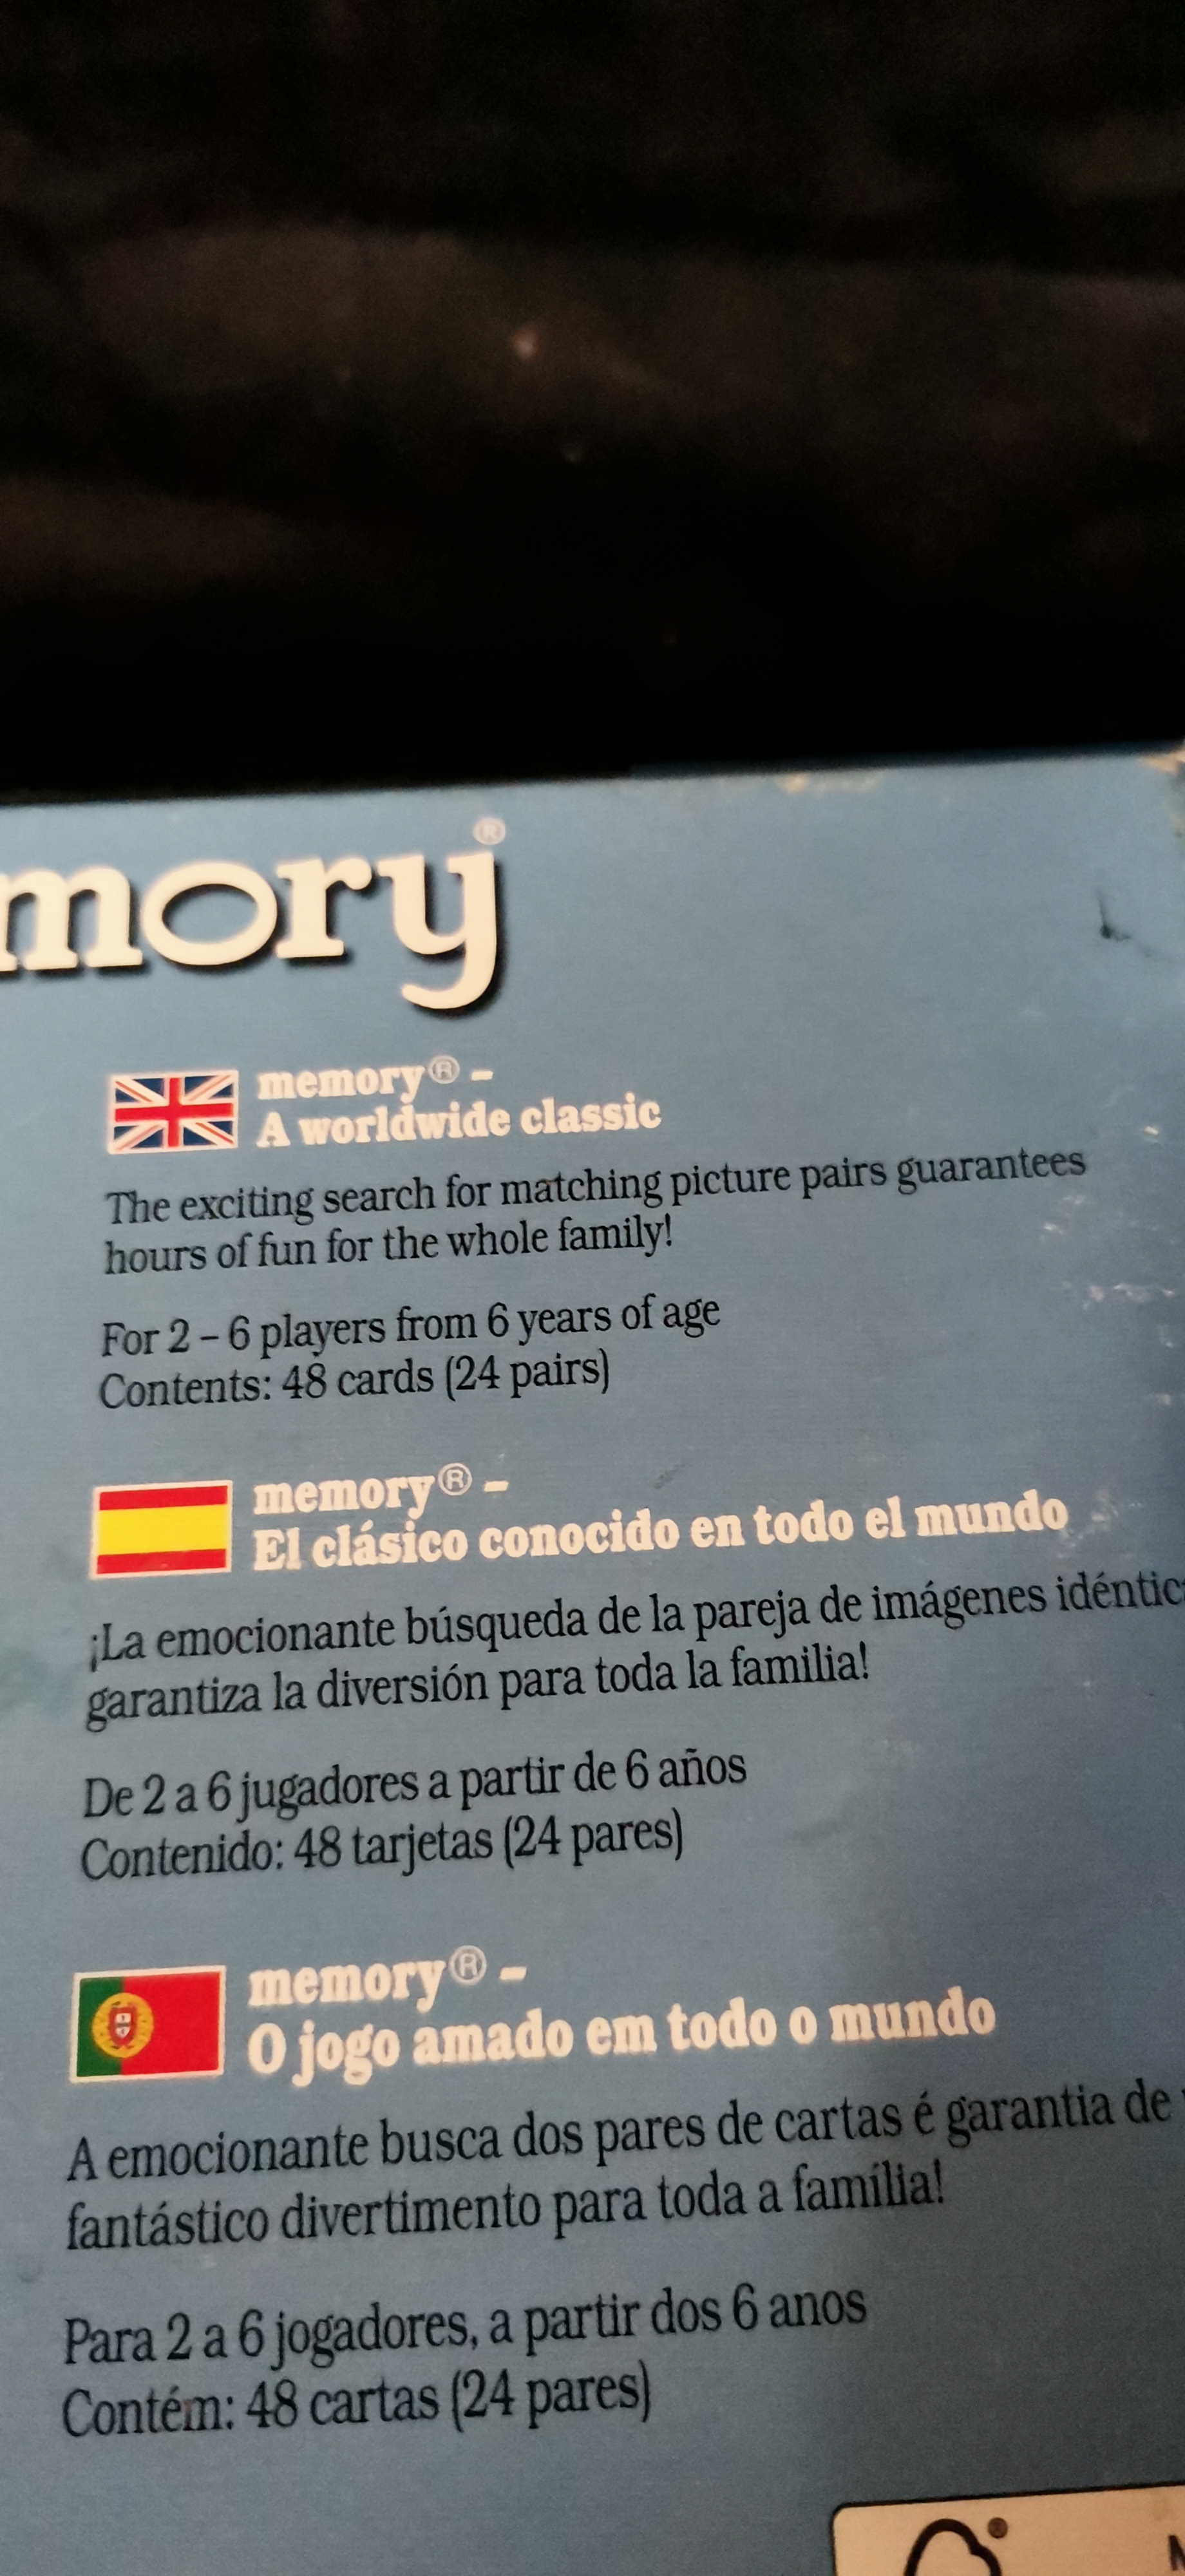 mory®
memory® –
A worldwide classic
The exciting search for matching picture pairs guarantees
hours of fun for the whole family!
For 2 – 6 players from 6 years of age
Contents: 48 cards (24 pairs)
memory® –
El clásico conocido en todo el mundo
¡La emocionante búsqueda de la pareja de imágenes idéntic
garantiza la diversión para toda la familia!
De 2 a 6 jugadores a partir de 6 años
Contenido: 48 tarjetas (24 pares)
memory® –
O jogo amado em todo o mundo
A emocionante busca dos pares de cartas é garantia de
fantástico divertimento para toda a família!
Para 2 a 6 jogadores, a partir dos 6 anos
Contém: 48 cartas (24 pares)